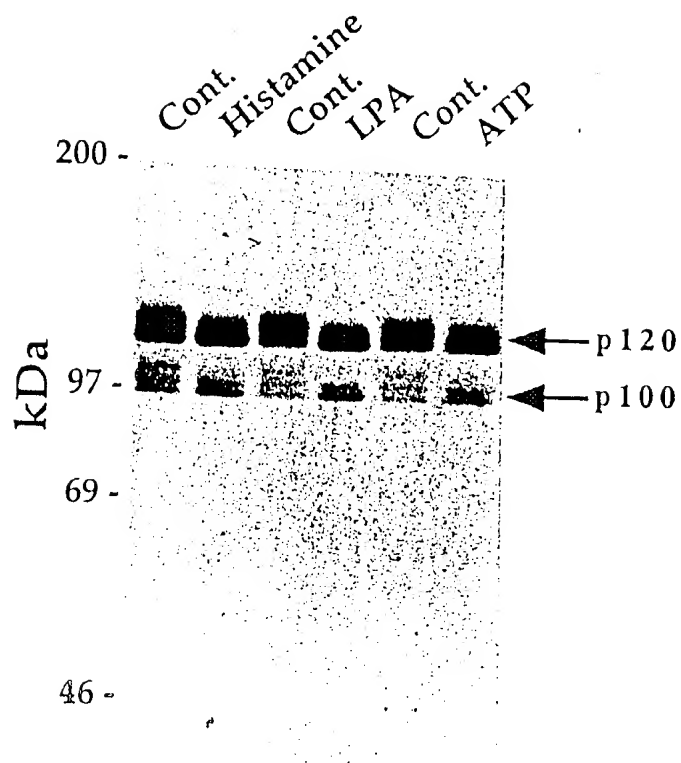 Cont.
Histamine
Cont.
LPA
Cont.
ATP
200 -
kDa
97 -
69 -
46 -
p120
p100